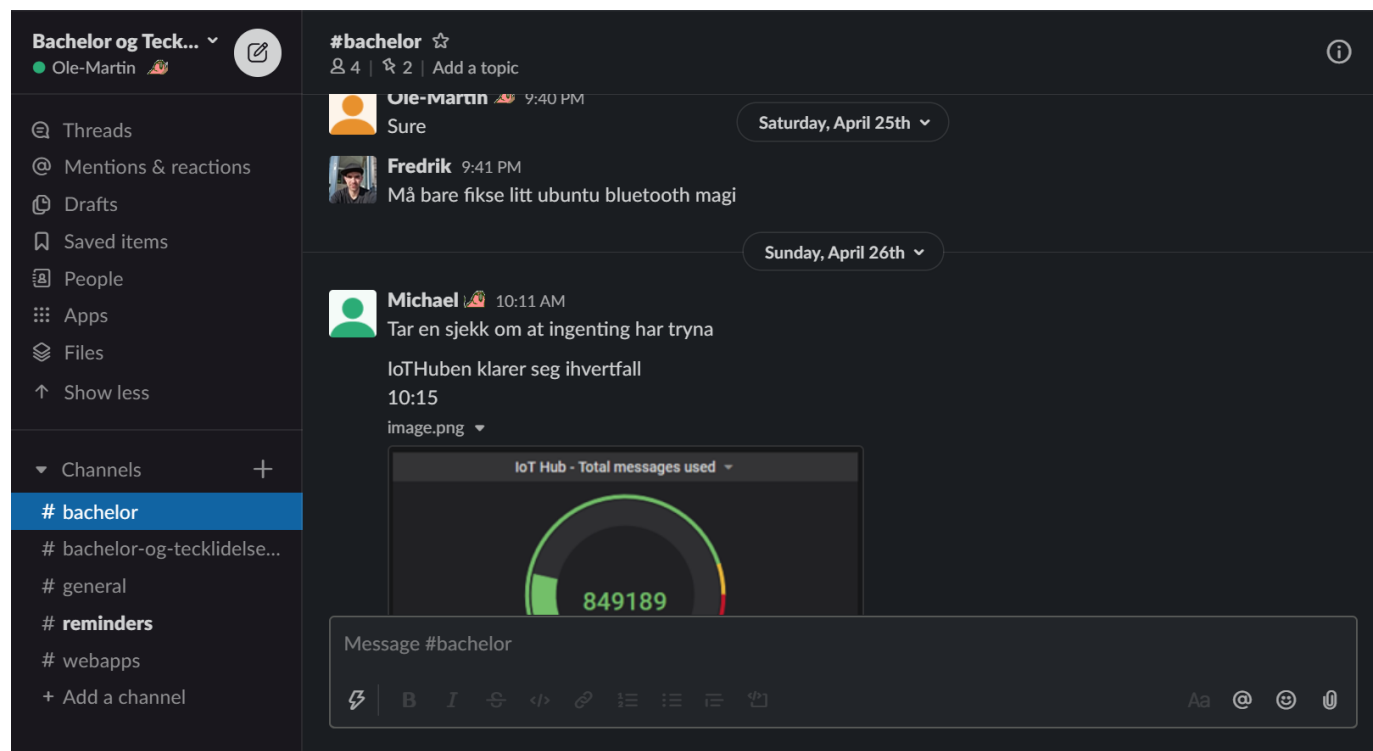 Bachelor og Teck...
Ole-Martin
Threads
Mentions & reactions
Drafts
Saved items
People
Apps
Files
Show less
Channels
# bachelor
# bachelor-og-tecklidelse...
# general
# reminders
# webapps
+ Add a channel
#bachelor
4 | 2 | Add a topic
Ole-Martin 9:40 PM
Sure
Saturday, April 25th
Fredrik 9:41 PM
Må bare fikse litt ubuntu bluetooth magi
Sunday, April 26th
Michael 10:11 AM
Tar en sjekk om at ingenting har tryna
IoTHuben klarer seg ihvertfall
10:15
image.png
IoT Hub - Total messages used
849189
Message #bachelor
B I S </>
Aa @